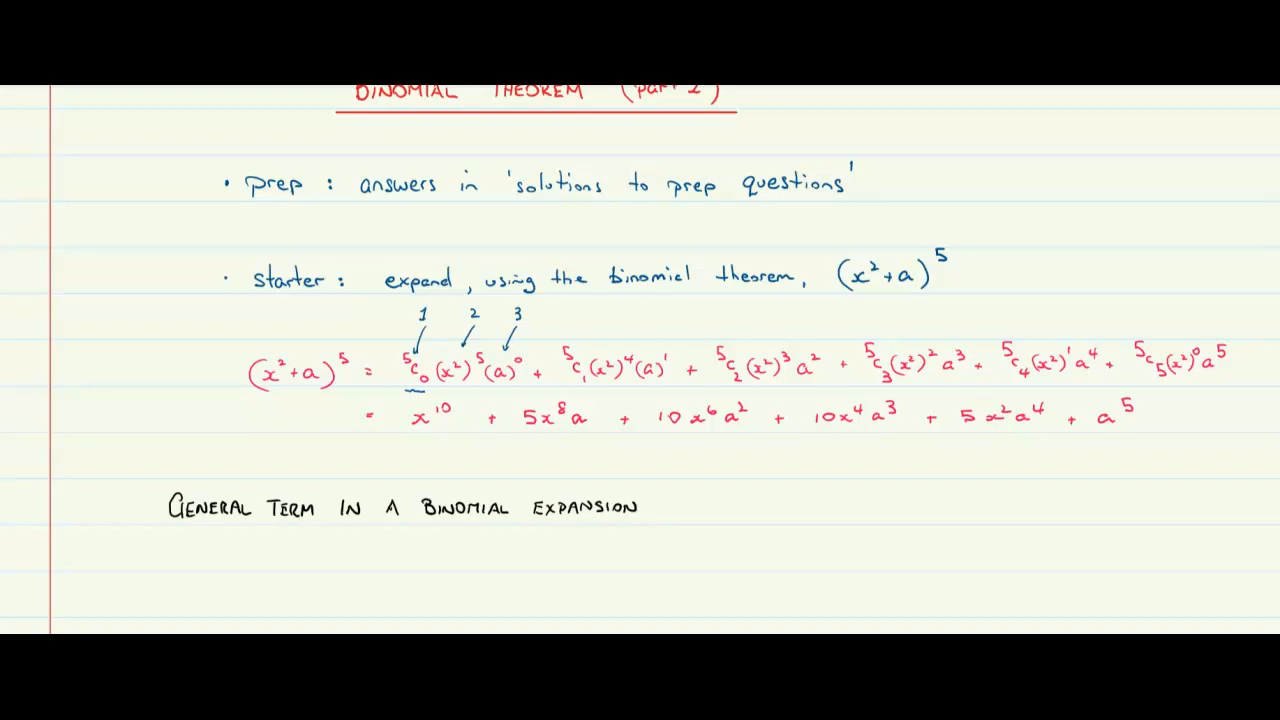 BINOMIAL THEOREM (part 2)
• prep : answers in 'solutions to prep questions'
• starter : expand, using the binomial theorem, (x²+a)⁵
1 2 3
(x²+a)⁵ = ⁵C₀(x²)⁵(a)⁰ + ⁵C₁(x²)⁴(a)¹ + ⁵C₂(x²)³a² + ⁵C₃(x²)²a³ + ⁵C₄(x²)¹a⁴ + ⁵C₅(x²)⁰a⁵
= x¹⁰ + 5x⁸a + 10x⁶a² + 10x⁴a³ + 5x²a⁴ + a⁵
GENERAL TERM IN A BINOMIAL EXPANSION